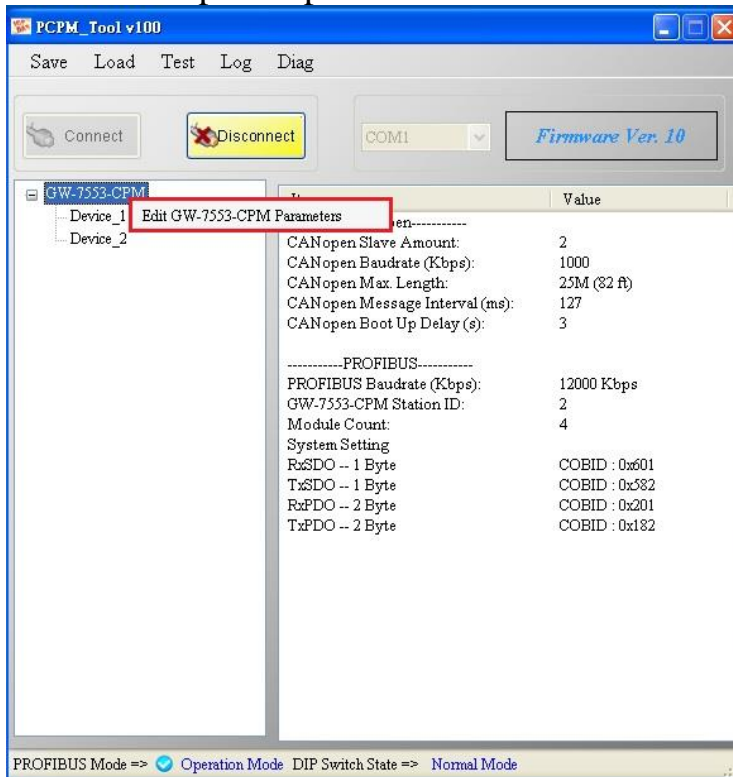 PCPM_Tool v100
Save Load Test Log Diag
Connect Disconnect COM1 Firmware Ver. 10
GW-7553-CPM Value
Device_1 Edit GW-7553-CPM Parameters
Device_2
CANopen Slave Amount: 2
CANopen Baudrate (Kbps): 1000
CANopen Max. Length: 25M (82 ft)
CANopen Message Interval (ms): 127
CANopen Boot Up Delay (s): 3
-----------PROFIBUS-----------
PROFIBUS Baudrate (Kbps): 12000 Kbps
GW-7553-CPM Station ID: 2
Module Count: 4
System Setting
RxSDO -- 1 Byte COBID : 0x601
TxSDO -- 1 Byte COBID : 0x582
RxPDO -- 2 Byte COBID : 0x201
TxPDO -- 2 Byte COBID : 0x182
PROFIBUS Mode => Operation Mode DIP Switch State => Normal Mode